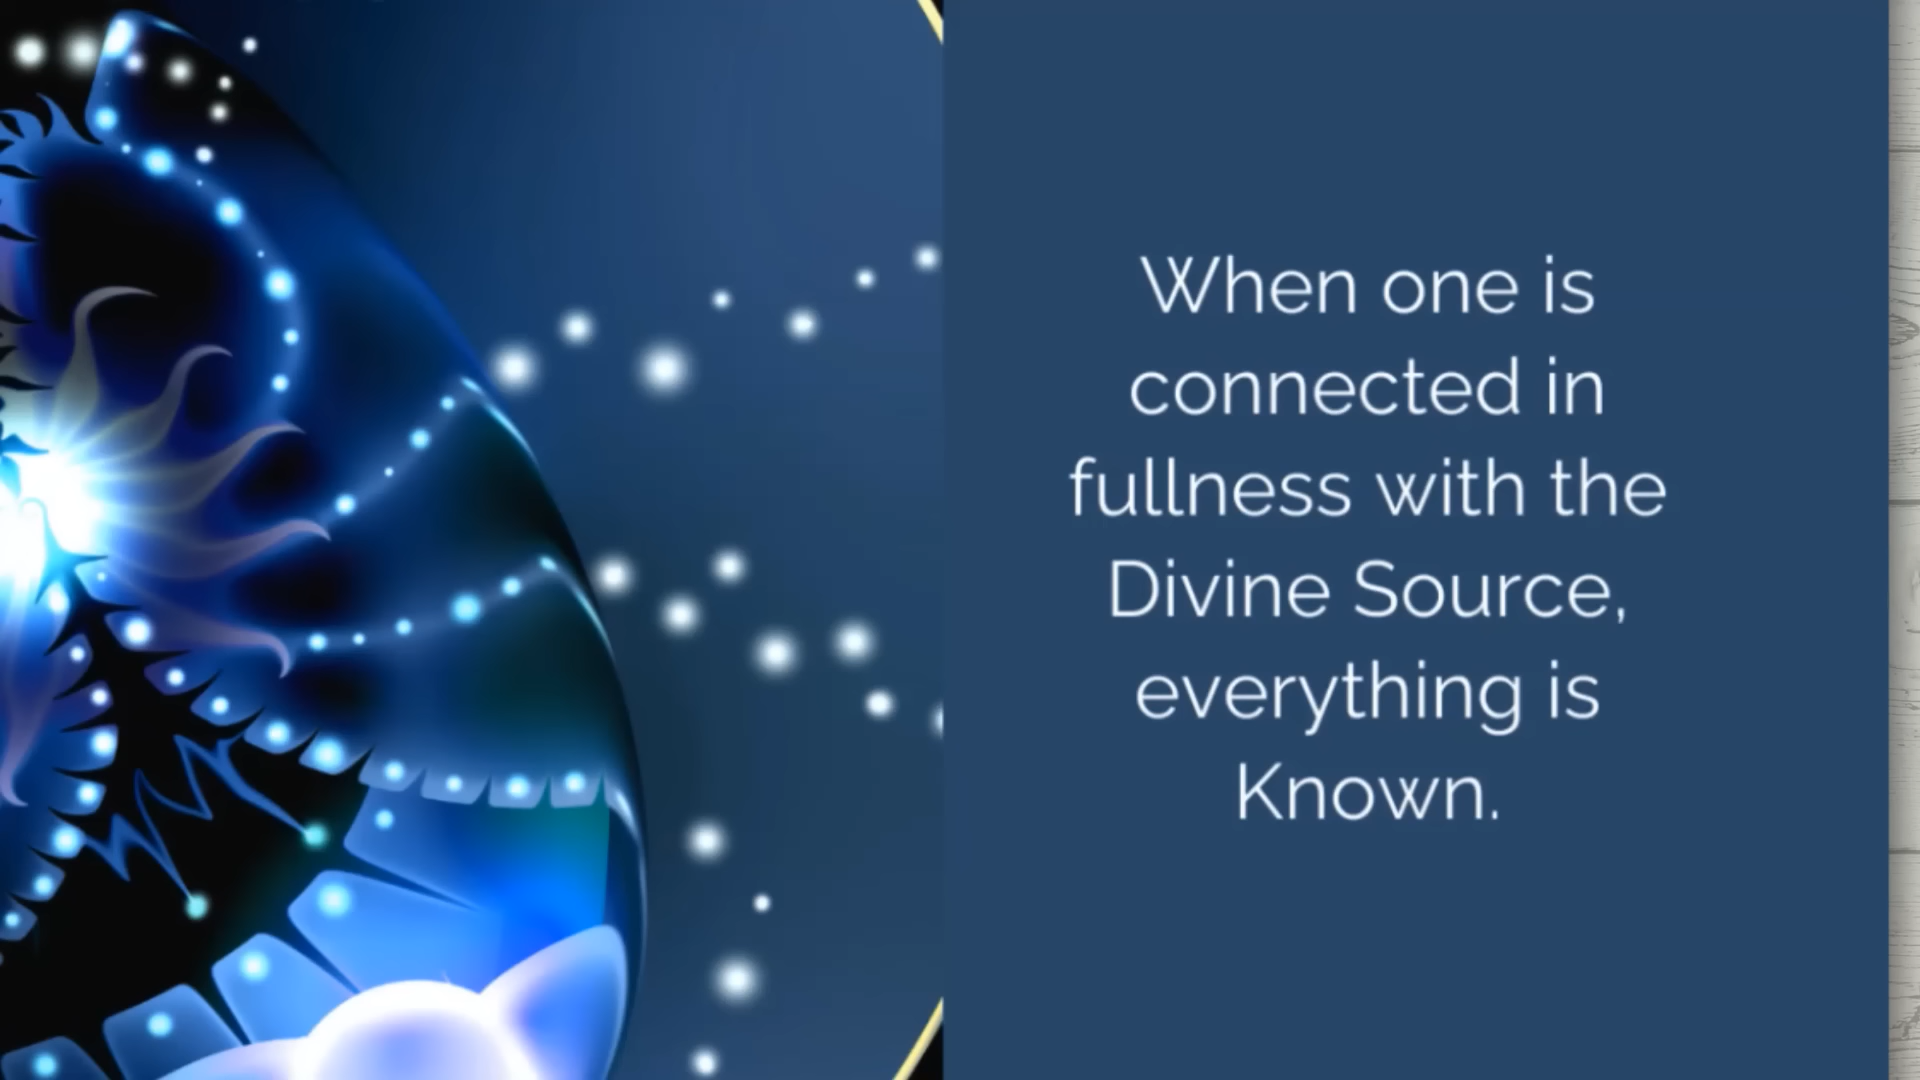 When one is
connected in
fullness with the
Divine Source,
everything is
Known.